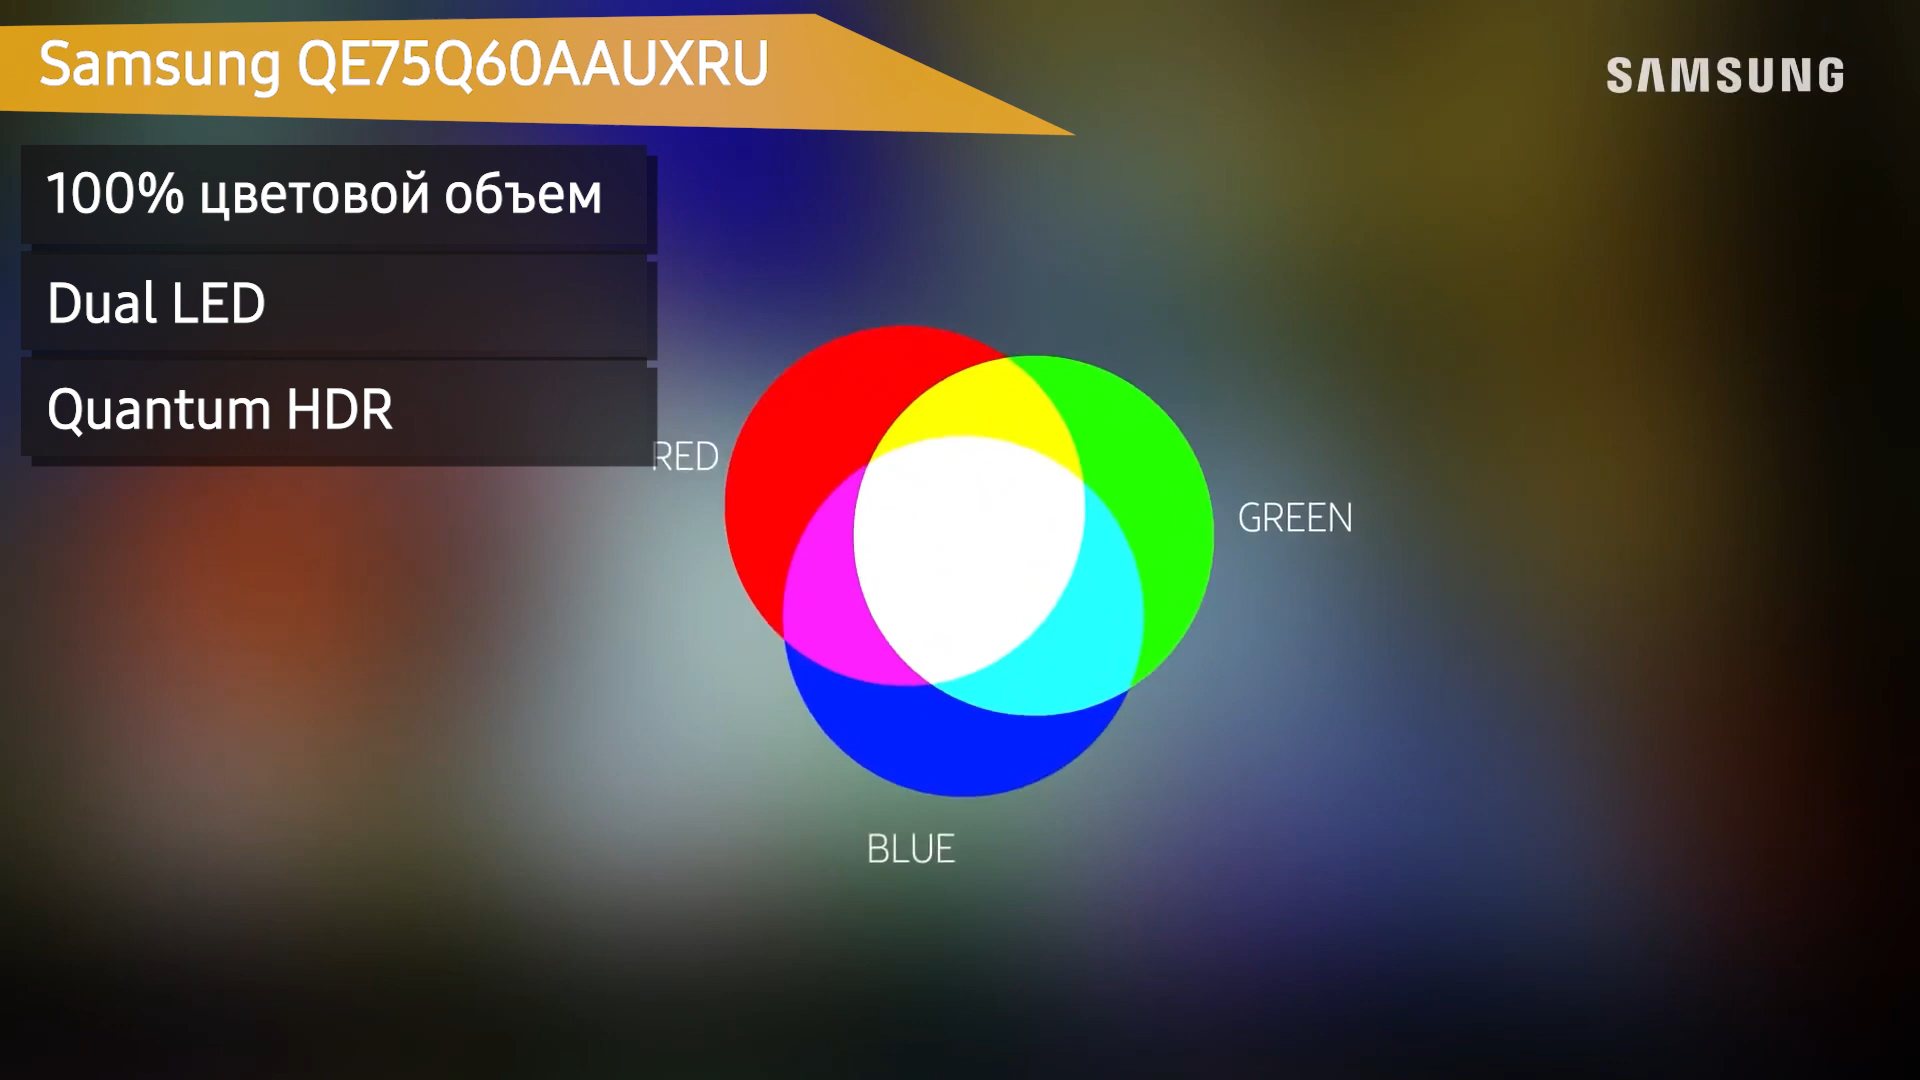 Samsung QE75Q60AAUXRU
SAMSUNG
100% цветовой объем
Dual LED
Quantum HDR
RED
GREEN
BLUE